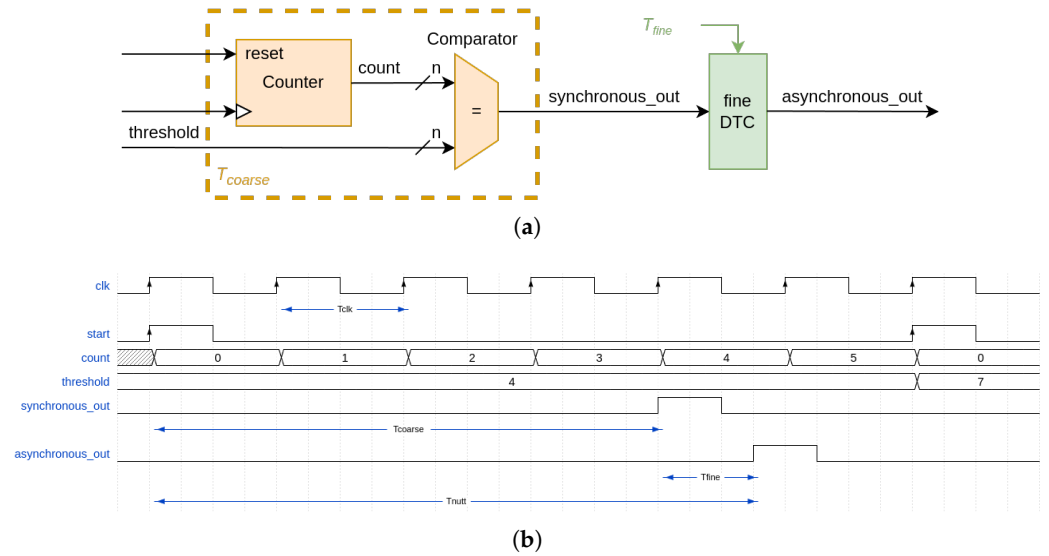 T_fine
Comparator
reset
Counter
count
n
=
synchronous_out
fine
DTC
asynchronous_out
threshold
n
T_coarse
(a)
clk
Tclk
start
count 0 1 2 3 4 5 0
threshold 4 7
synchronous_out
Tcoarse
asynchronous_out
Tfine
Tnutt
(b)